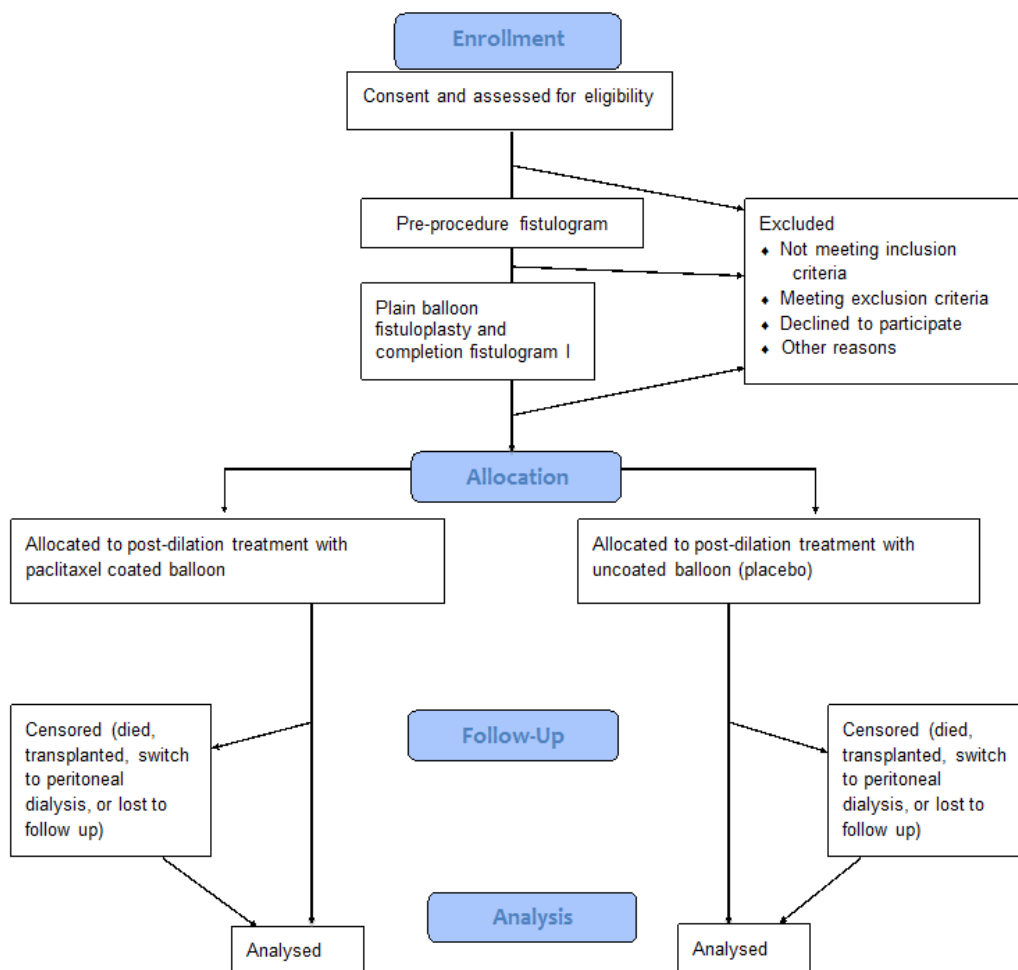 Enrollment
Consent and assessed for eligibility
Pre-procedure fistulogram
Excluded
♦ Not meeting inclusion
criteria
♦ Meeting exclusion criteria
♦ Declined to participate
♦ Other reasons
Plain balloon
fistuloplasty and
completion fistulogram I
Allocation
Allocated to post-dilation treatment with
paclitaxel coated balloon
Allocated to post-dilation treatment with
uncoated balloon (placebo)
Censored (died,
transplanted, switch
to peritoneal
dialysis, or lost to
follow up)
Follow-Up
Censored (died,
transplanted, switch
to peritoneal
dialysis, or lost to
follow up)
Analysis
Analysed
Analysed